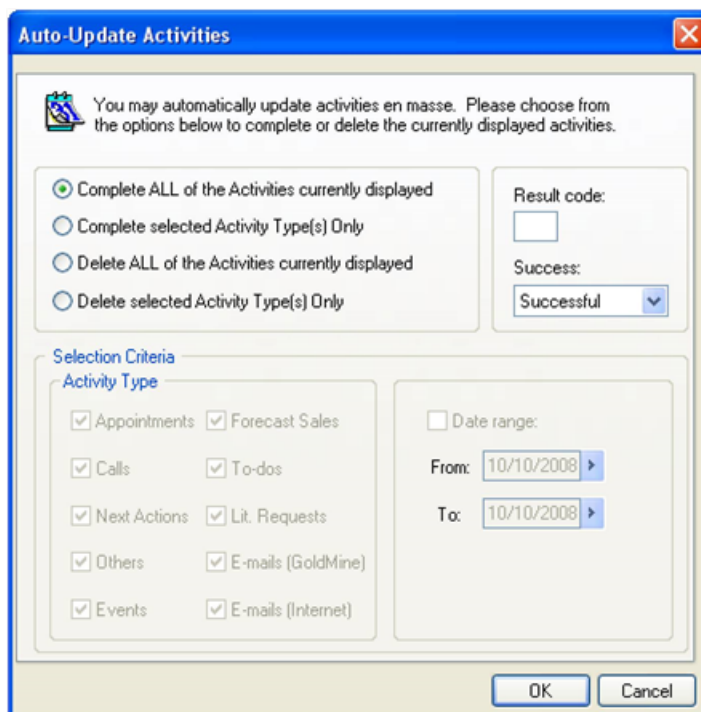 Auto-Update Activities
You may automatically update activities en masse. Please choose from
the options below to complete or delete the currently displayed activities.
Complete ALL of the Activities currently displayed
Complete selected Activity Type(s) Only
Delete ALL of the Activities currently displayed
Delete selected Activity Type(s) Only
Result code:
Success:
Successful
Selection Criteria
Activity Type
Appointments
Forecast Sales
Calls
To-dos
Next Actions
Lit. Requests
Others
E-mails (GoldMine)
Events
E-mails (Internet)
Date range:
From: 10/10/2008
To: 10/10/2008
OK
Cancel